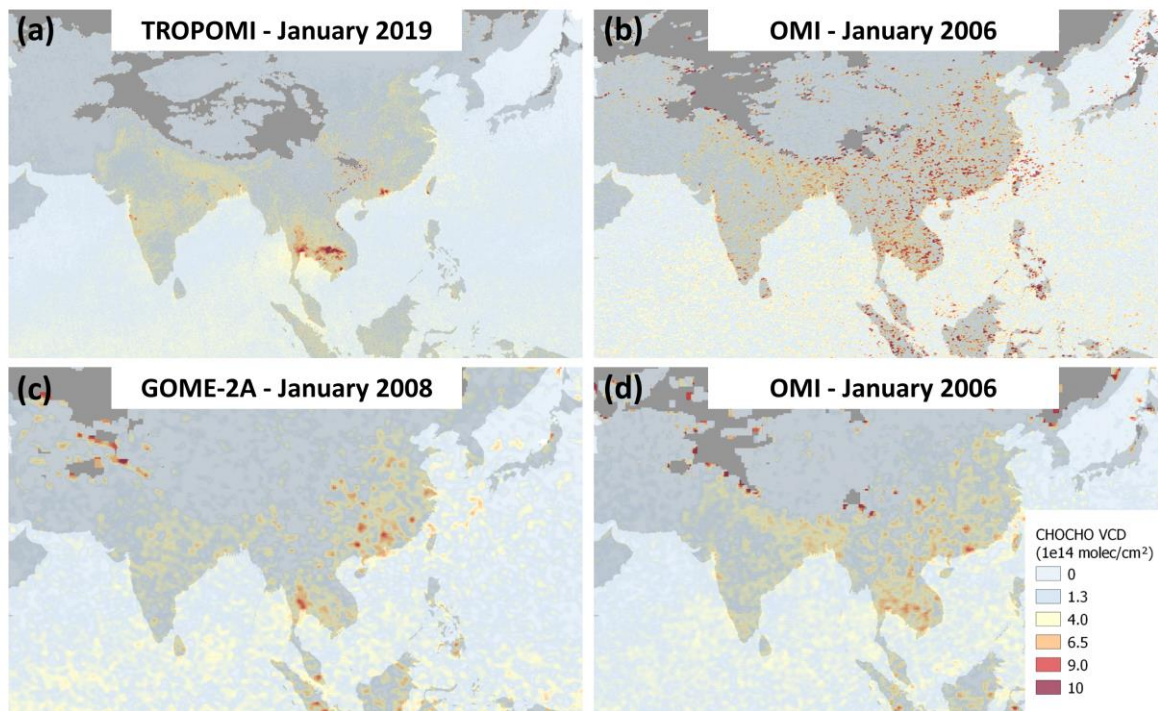 (a) TROPOMI - January 2019
(b) OMI - January 2006
(c) GOME-2A - January 2008
(d) OMI - January 2006
CHOCHO VCD
(1e14 molec/cm²)
0
1.3
4.0
6.5
9.0
10